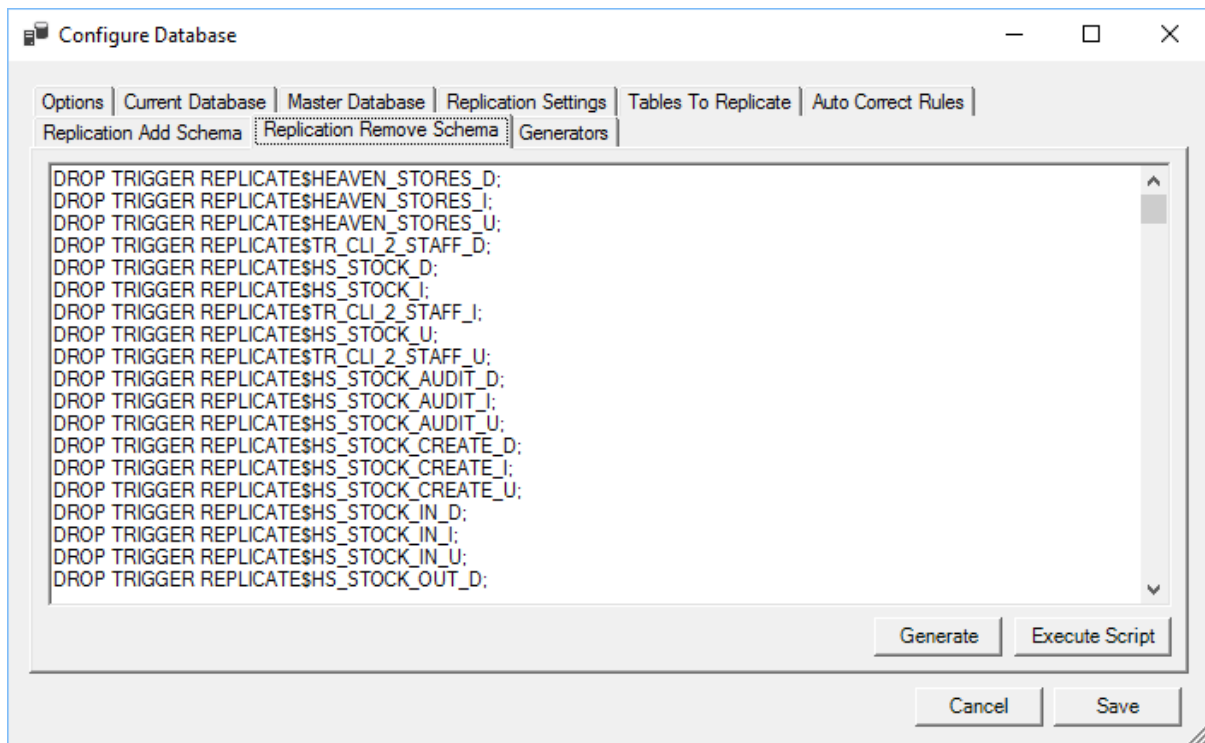 Configure Database
Options Current Database Master Database Replication Settings Tables To Replicate Auto Correct Rules
Replication Add Schema Replication Remove Schema Generators
DROP TRIGGER REPLICATE$HEAVEN_STORES_D;
DROP TRIGGER REPLICATE$HEAVEN_STORES_I;
DROP TRIGGER REPLICATE$HEAVEN_STORES_U;
DROP TRIGGER REPLICATE$TR_CLI_2_STAFF_D;
DROP TRIGGER REPLICATE$HS_STOCK_D;
DROP TRIGGER REPLICATE$HS_STOCK_I;
DROP TRIGGER REPLICATE$TR_CLI_2_STAFF_I;
DROP TRIGGER REPLICATE$HS_STOCK_U;
DROP TRIGGER REPLICATE$TR_CLI_2_STAFF_U;
DROP TRIGGER REPLICATE$HS_STOCK_AUDIT_D;
DROP TRIGGER REPLICATE$HS_STOCK_AUDIT_I;
DROP TRIGGER REPLICATE$HS_STOCK_AUDIT_U;
DROP TRIGGER REPLICATE$HS_STOCK_CREATE_D;
DROP TRIGGER REPLICATE$HS_STOCK_CREATE_I;
DROP TRIGGER REPLICATE$HS_STOCK_CREATE_U;
DROP TRIGGER REPLICATE$HS_STOCK_IN_D;
DROP TRIGGER REPLICATE$HS_STOCK_IN_I;
DROP TRIGGER REPLICATE$HS_STOCK_IN_U;
DROP TRIGGER REPLICATE$HS_STOCK_OUT_D;
Generate Execute Script
Cancel Save